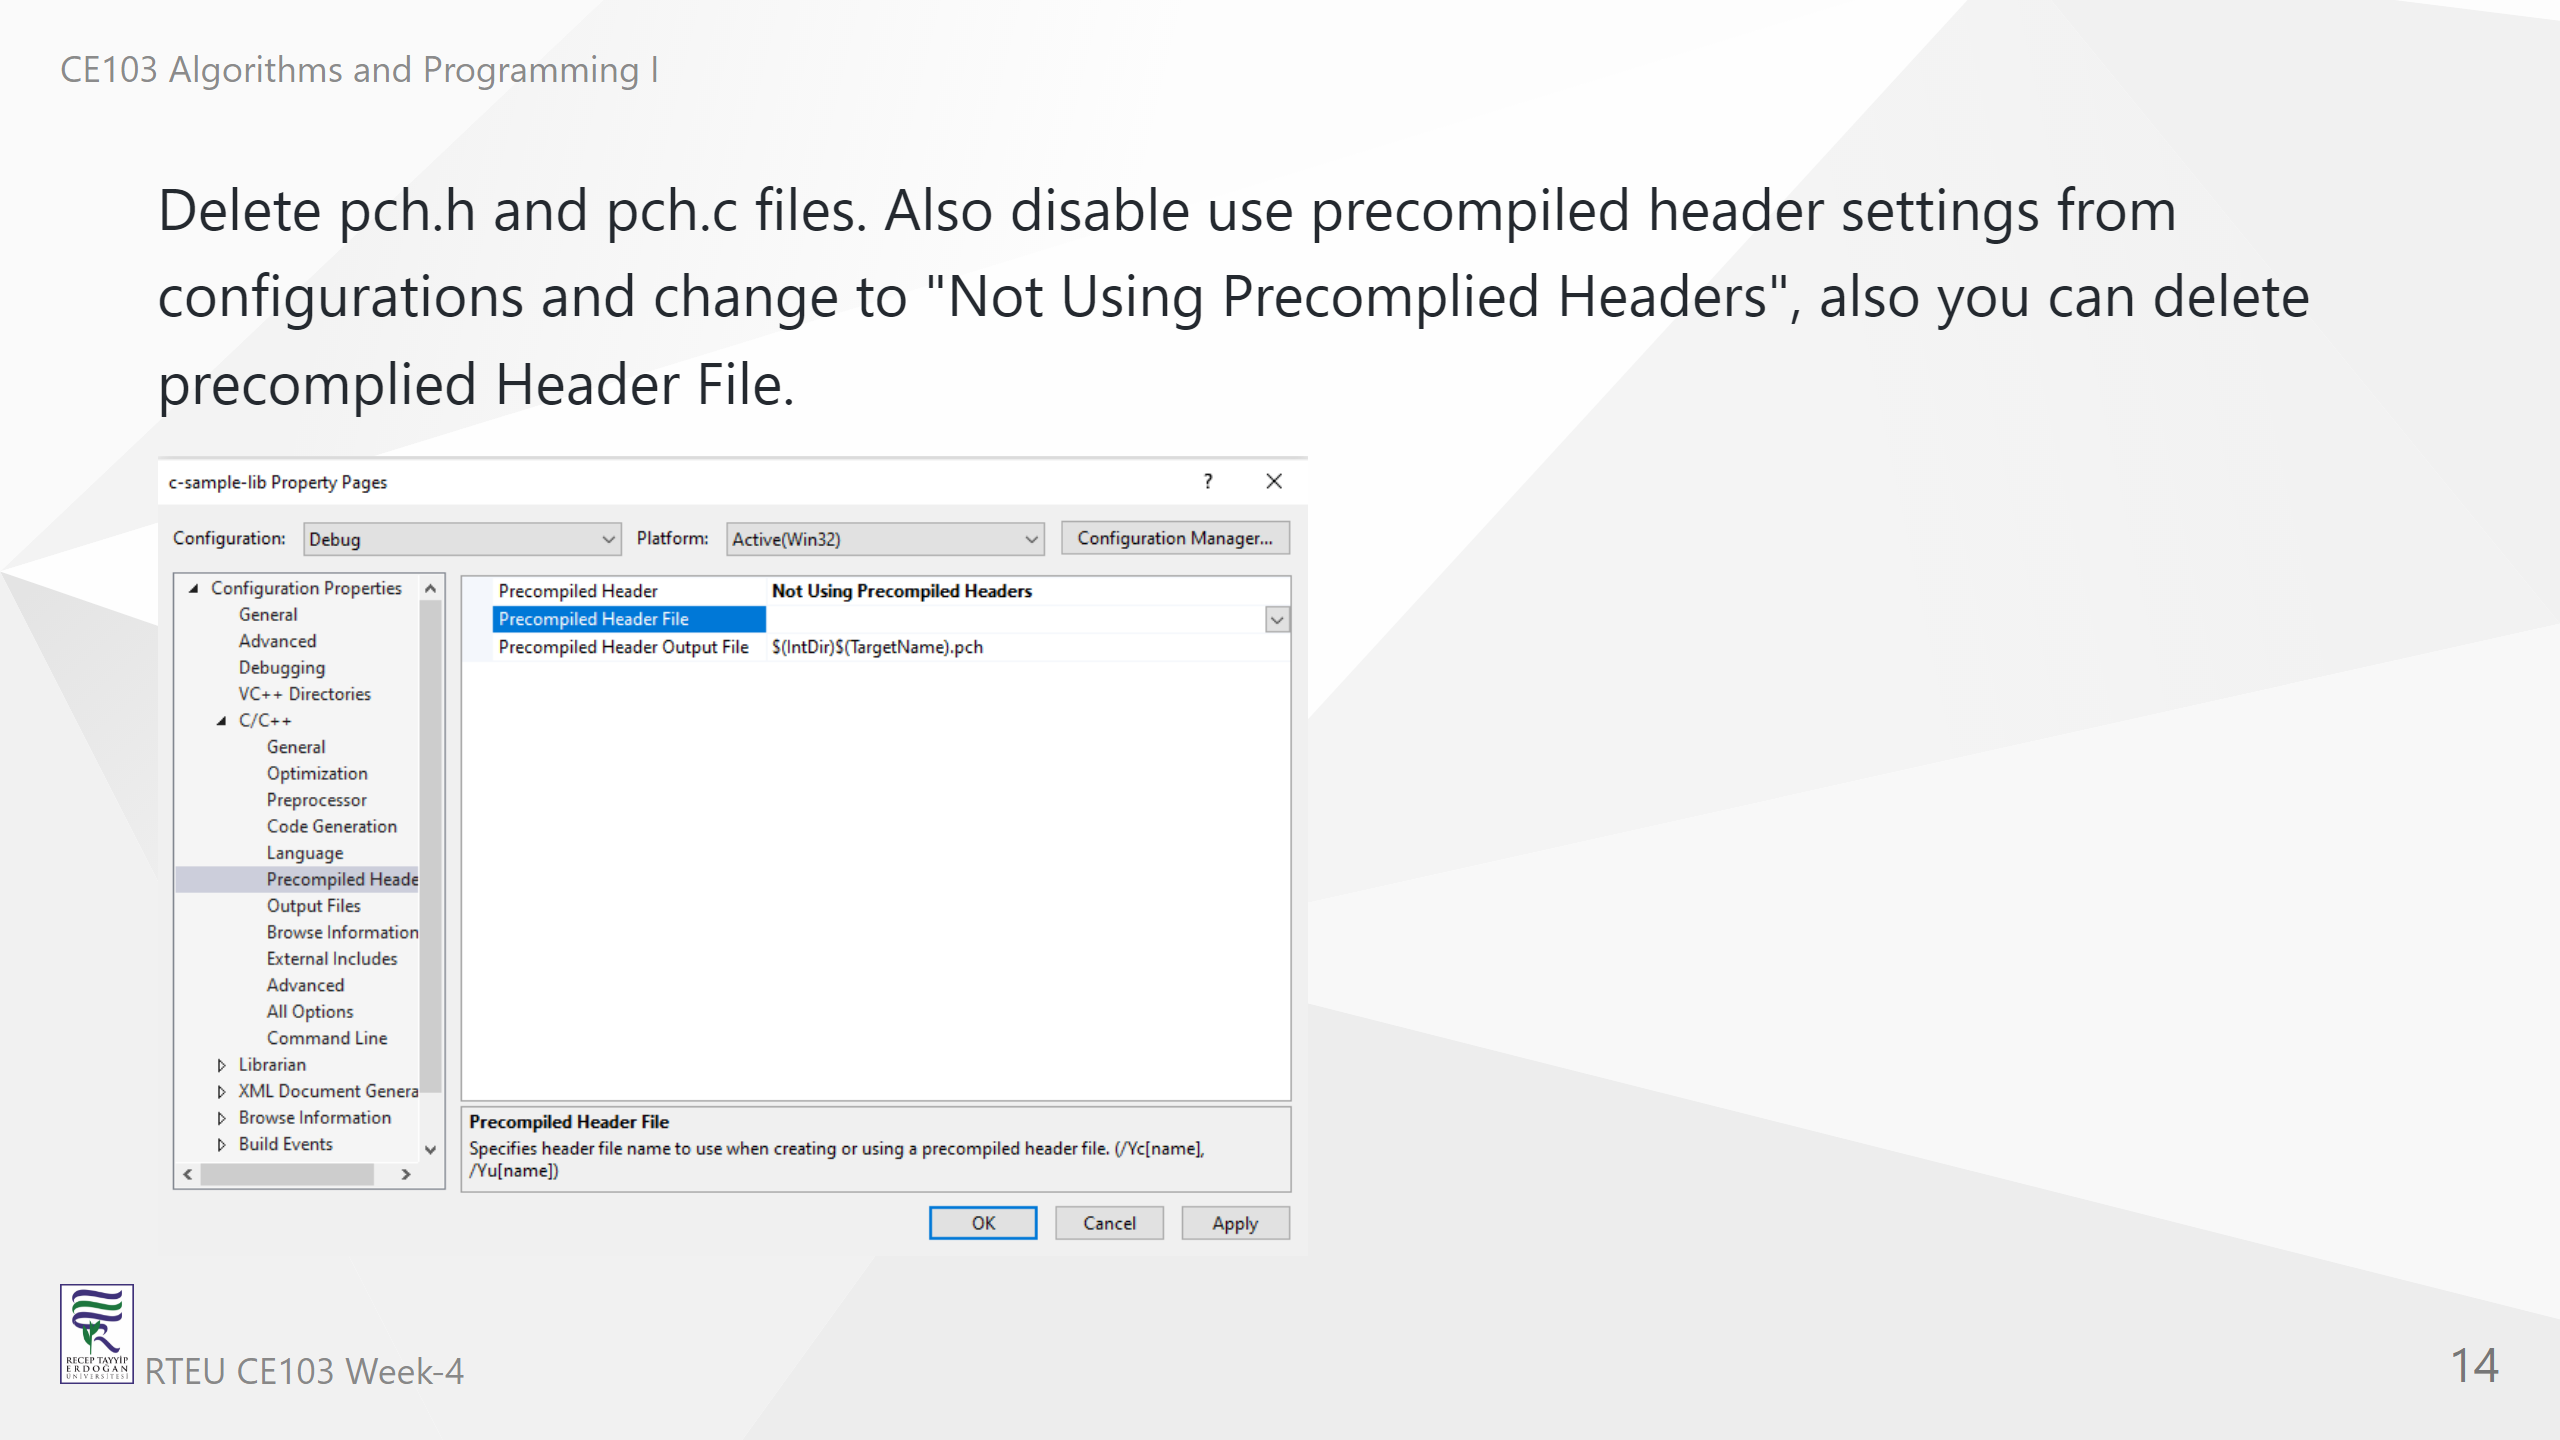 CE103 Algorithms and Programming I
Delete pch.h and pch.c files. Also disable use precompiled header settings from
configurations and change to "Not Using Precomplied Headers", also you can delete
precomplied Header File.
c-sample-lib Property Pages
?
Configuration: Debug Platform: Active(Win32) Configuration Manager...
Configuration Properties
General
Advanced
Debugging
VC++ Directories
C/C++
General
Optimization
Preprocessor
Code Generation
Language
Precompiled Heade
Output Files
Browse Information
External Includes
Advanced
All Options
Command Line
Librarian
XML Document Genera
Browse Information
Build Events
Precompiled Header Not Using Precompiled Headers
Precompiled Header File
Precompiled Header Output File $(IntDir)$(TargetName).pch
Precompiled Header File
Specifies header file name to use when creating or using a precompiled header file. (/Yc[name],
/Yu[name])
OK Cancel Apply
RECEP TAYYİP
ERDOĞAN
ÜNİVERSİTESİ
RTEU CE103 Week-4
14